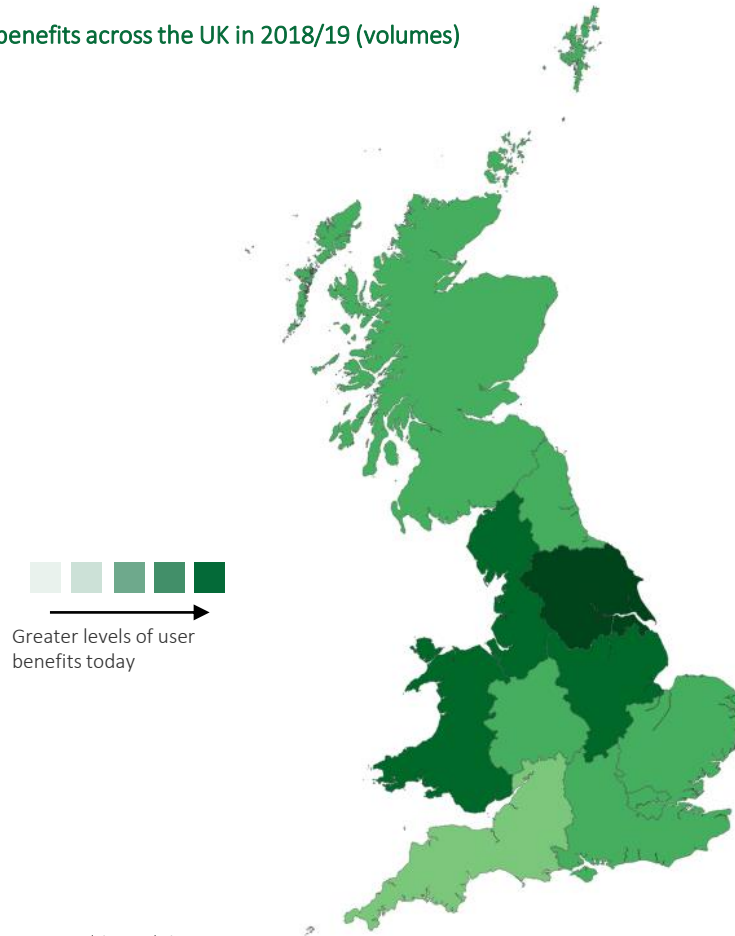 benefits across the UK in 2018/19 (volumes)
Greater levels of user
benefits today